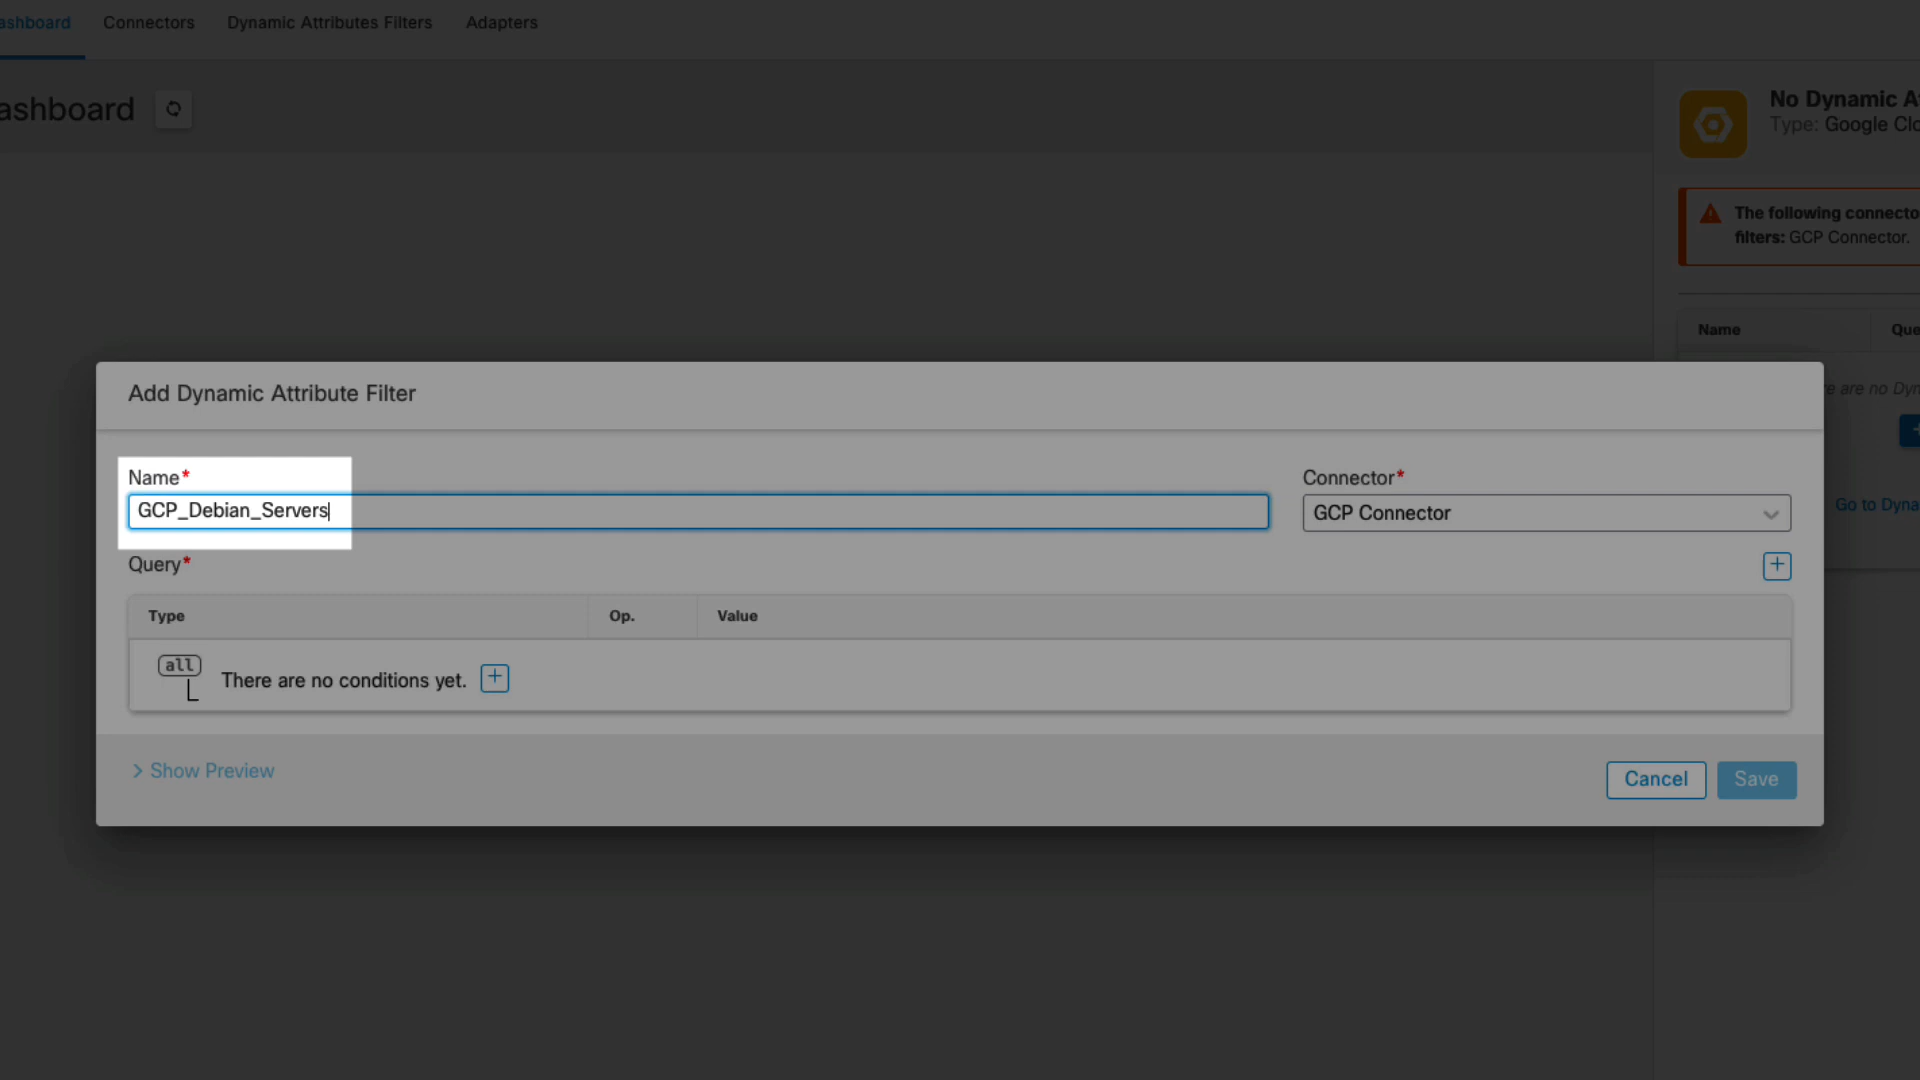 ashboard Connectors Dynamic Attributes Filters Adapters
ashboard
No Dynamic A
Type: Google Clo
The following connecto
filters: GCP Connector.
Name Que
e are no Dyn
Go to Dyna
Add Dynamic Attribute Filter
Name* Connector*
GCP_Debian_Servers GCP Connector
Query* +
Type Op. Value
all
There are no conditions yet. +
> Show Preview Cancel Save